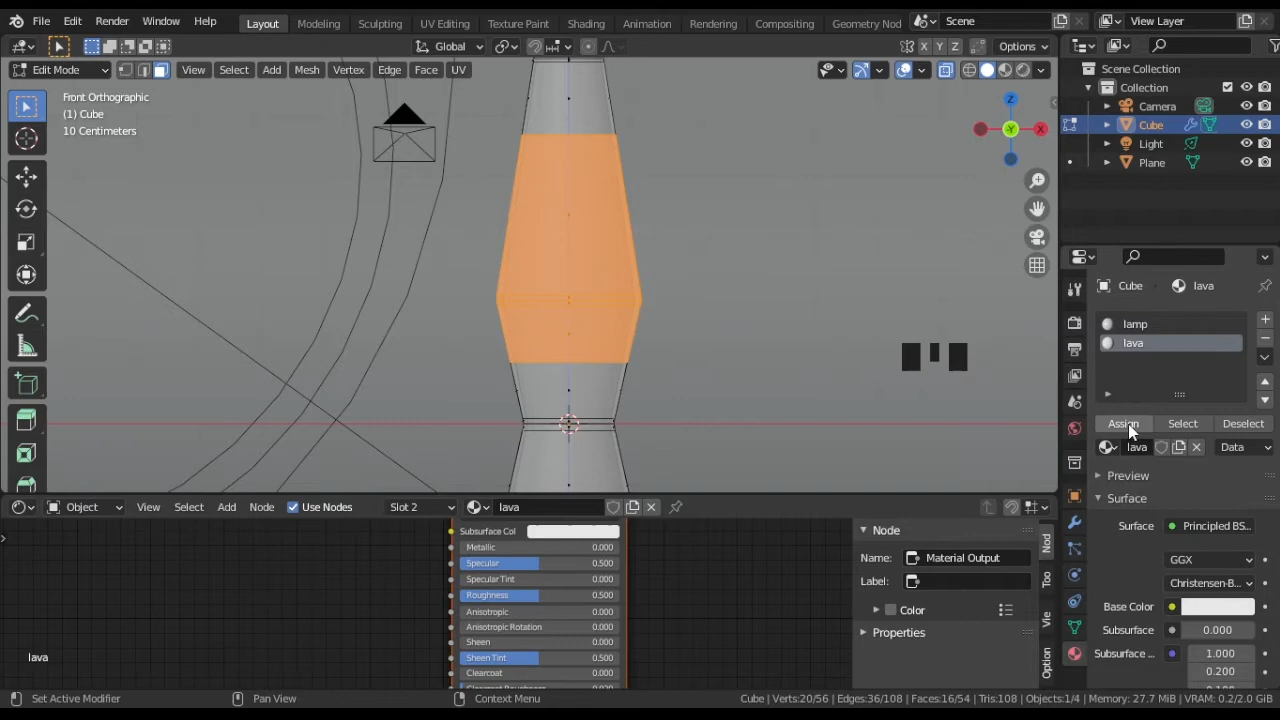 File Edit Render Window Help Layout Modeling Sculpting UV Editing Texture Paint Shading Animation Rendering Compositing Geometry Nod Scene View Layer
Global Options
Edit Mode View Select Add Mesh Vertex Edge Face UV
Front Orthographic
(1) Cube
10 Centimeters
X Y Z
Z
Y
X
Scene Collection
Collection
Camera
Cube
Light
Plane
Cube lava
lamp
lava
Assign Select Deselect
lava Data
Preview
Surface
Surface Principled BS...
GGX
Christensen-B...
Base Color
Subsurface 0.000
Subsurface ... 1.000
0.200
Object View Select Add Node Use Nodes Slot 2 lava
Subsurface Col
Metallic 0.000
Specular 0.500
Specular Tint 0.000
Roughness 0.500
Anisotropic 0.000
Anisotropic Rotation 0.000
Sheen 0.000
Sheen Tint 0.500
Clearcoat 0.000
Node
Name: Material Output
Label:
Color
Properties
Nod
Too
Vie
Option
lava
Set Active Modifier Pan View Context Menu Cube | Verts:20/56 | Edges:36/108 | Faces:16/54 | Tris:108 | Objects:1/4 | Memory: 27.7 MiB | VRAM: 0.2/2.0 GiB